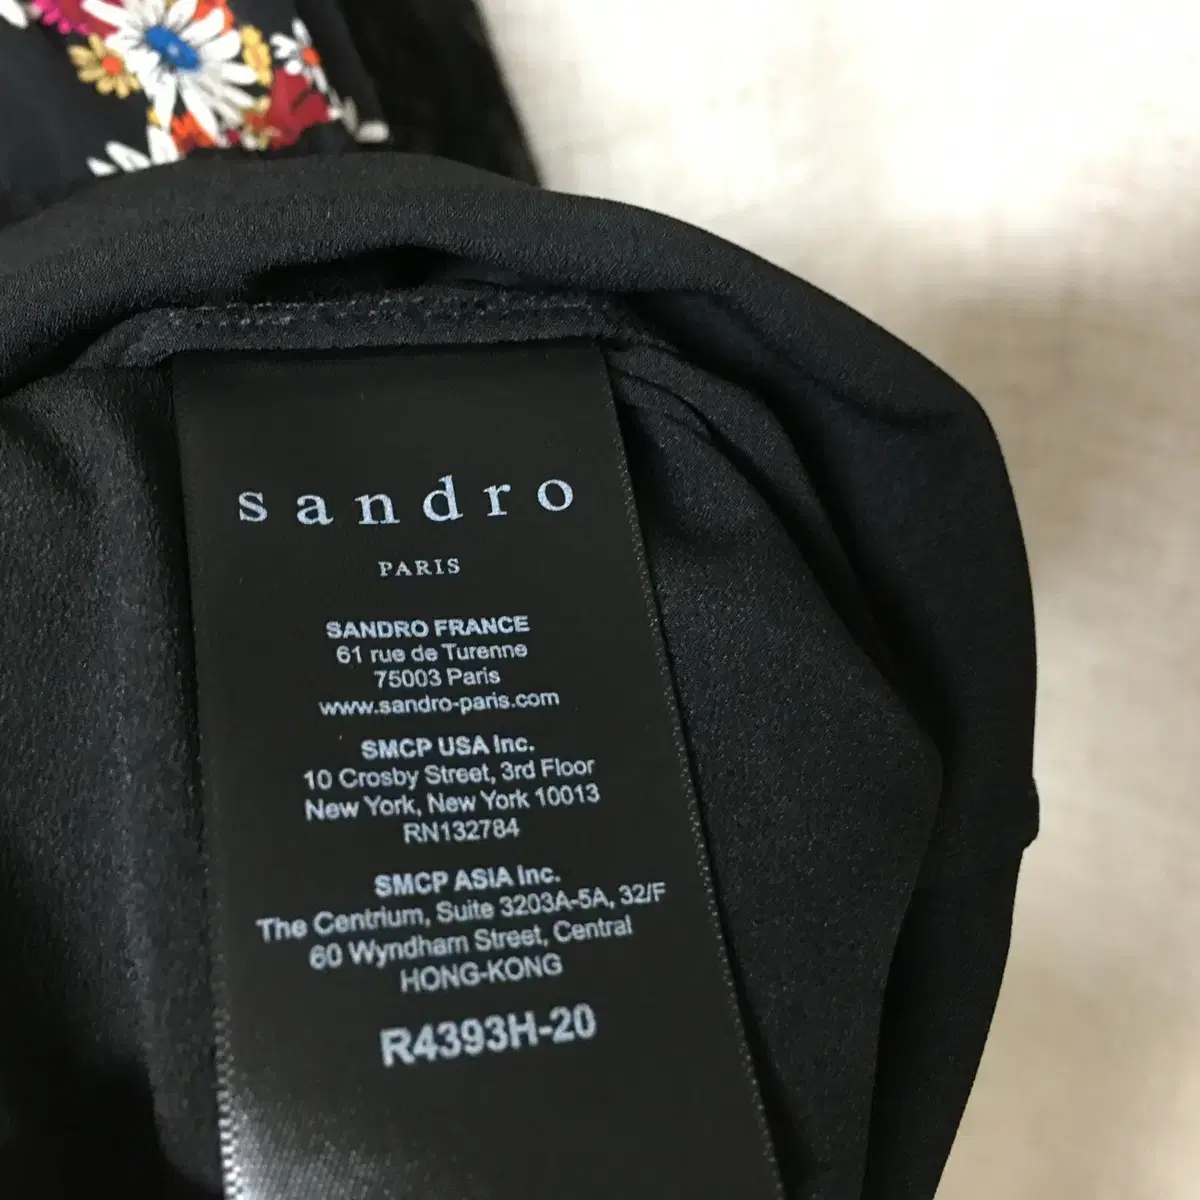 sandro
PARIS
SANDRO FRANCE
61 rue de Turenne
75003 Paris
www.sandro-paris.com
SMCP USA Inc.
10 Crosby Street, 3rd Floor
New York, New York 10013
RN132784
SMCP ASIA Inc.
The Centrium, Suite 3203A-5A, 32/F
60 Wyndham Street, Central
HONG-KONG
R4393H-20